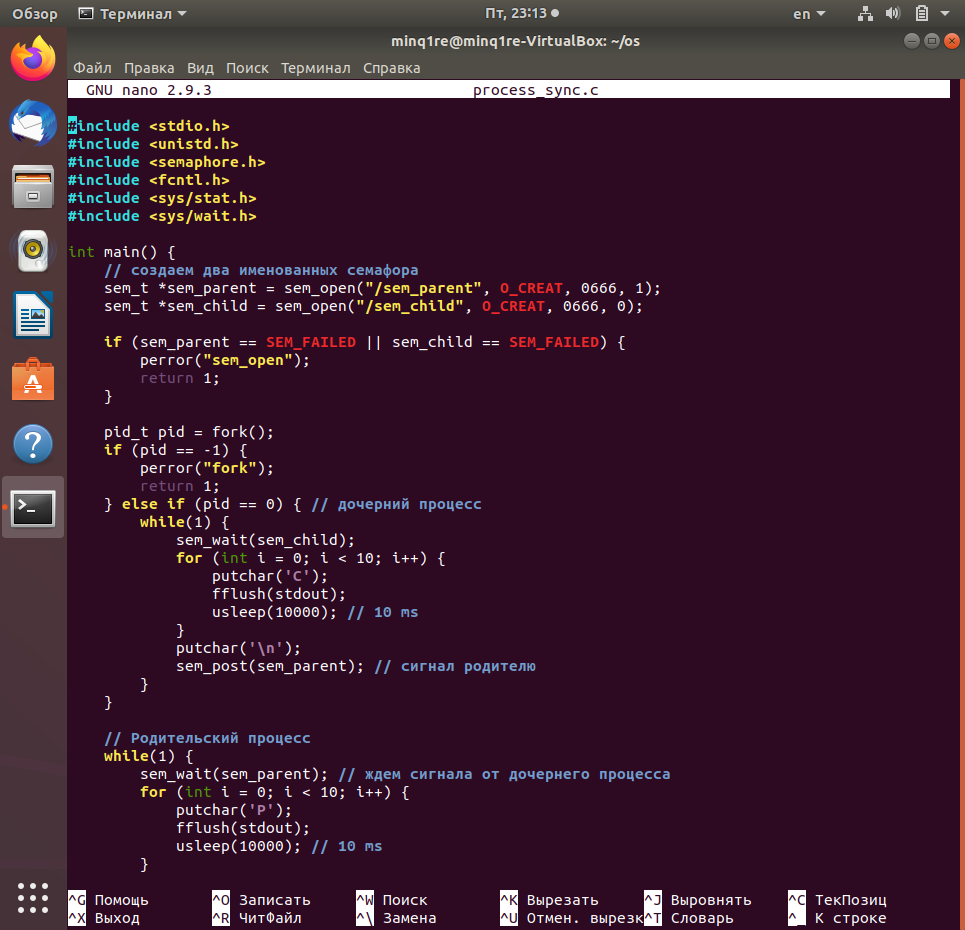 Обзор Терминал Пт, 23:13 en
minq1re@minq1re-VirtualBox: ~/os
Файл Правка Вид Поиск Терминал Справка
GNU nano 2.9.3 process_sync.c
#include <stdio.h>
#include <unistd.h>
#include <semaphore.h>
#include <fcntl.h>
#include <sys/stat.h>
#include <sys/wait.h>
int main() {
// создаем два именованных семафора
sem_t *sem_parent = sem_open("/sem_parent", O_CREAT, 0666, 1);
sem_t *sem_child = sem_open("/sem_child", O_CREAT, 0666, 0);
if (sem_parent == SEM_FAILED || sem_child == SEM_FAILED) {
perror("sem_open");
return 1;
}
pid_t pid = fork();
if (pid == -1) {
perror("fork");
return 1;
} else if (pid == 0) { // дочерний процесс
while(1) {
sem_wait(sem_child);
for (int i = 0; i < 10; i++) {
putchar('C');
fflush(stdout);
usleep(10000); // 10 ms
}
putchar('\n');
sem_post(sem_parent); // сигнал родителю
}
}
// Родительский процесс
while(1) {
sem_wait(sem_parent); // ждем сигнала от дочернего процесса
for (int i = 0; i < 10; i++) {
putchar('P');
fflush(stdout);
usleep(10000); // 10 ms
}
^G Помощь ^O Записать ^W Поиск ^K Вырезать ^J Выровнять ^C ТекПозиц
^X Выход ^R ЧитФайл ^\ Замена ^U Отмен. вырезк ^T Словарь ^_ К строке